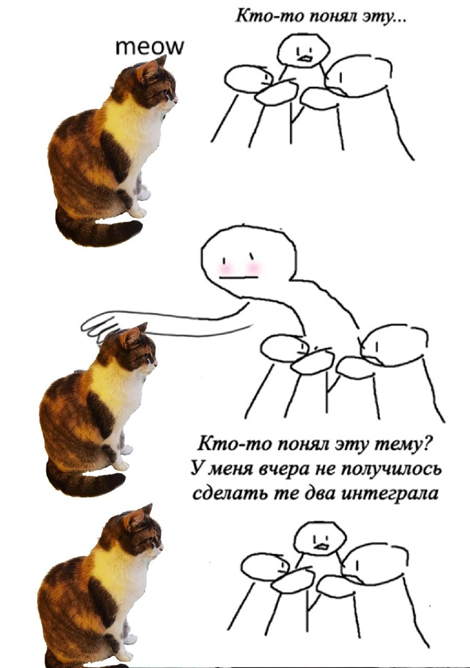 Кто-то понял эту...
meow
Кто-то понял эту тему?
У меня вчера не получилось
сделать те два интеграла